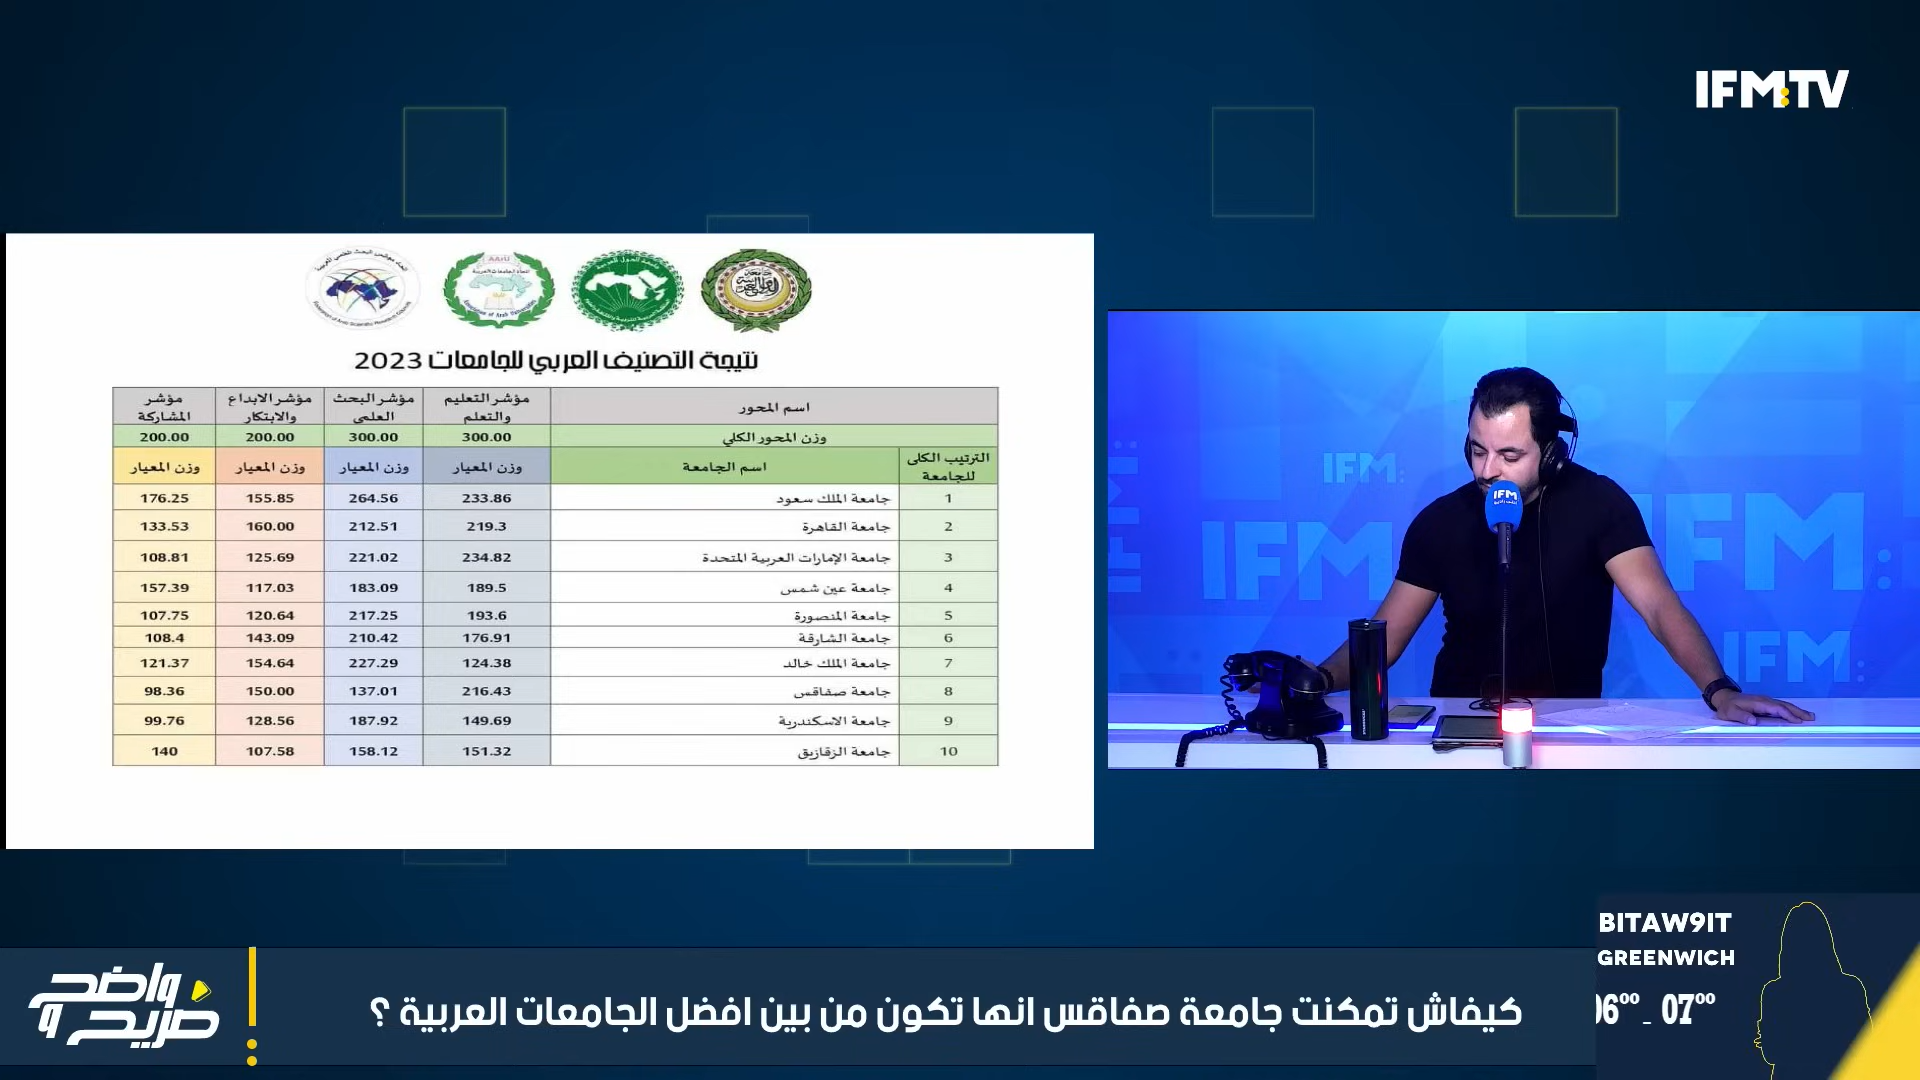 IFM:TV
نتيجة التصنيف العربي للجامعات 2023
اسم المحور مؤشر التعليم والتعلم مؤشر البحث العلمي مؤشر الابداع والابتكار مؤشر المشاركة
وزن المحور الكلي 300.00 300.00 200.00 200.00
الترتيب الكلى للجامعة اسم الجامعة وزن المعيار وزن المعيار وزن المعيار وزن المعيار
1 جامعة الملك سعود 233.86 264.56 155.85 176.25
2 جامعة القاهرة 219.3 212.51 160.00 133.53
3 جامعة الإمارات العربية المتحدة 234.82 221.02 125.69 108.81
4 جامعة عين شمس 189.5 183.09 117.03 157.39
5 جامعة المنصورة 193.6 217.25 120.64 107.75
6 جامعة الشارقة 176.91 210.42 143.09 108.4
7 جامعة الملك خالد 124.38 227.29 154.64 121.37
8 جامعة صفاقس 216.43 137.01 150.00 98.36
9 جامعة الاسكندرية 149.69 187.92 128.56 99.76
10 جامعة الزقازيق 151.32 158.12 107.58 140
IFM:
IFM
IFM:
IFM:
IFM
BITAW9IT
GREENWICH
0600 - 0700
كيفاش تمكنت جامعة صفاقس انها تكون من بين افضل الجامعات العربية ؟
واضح
و صريح